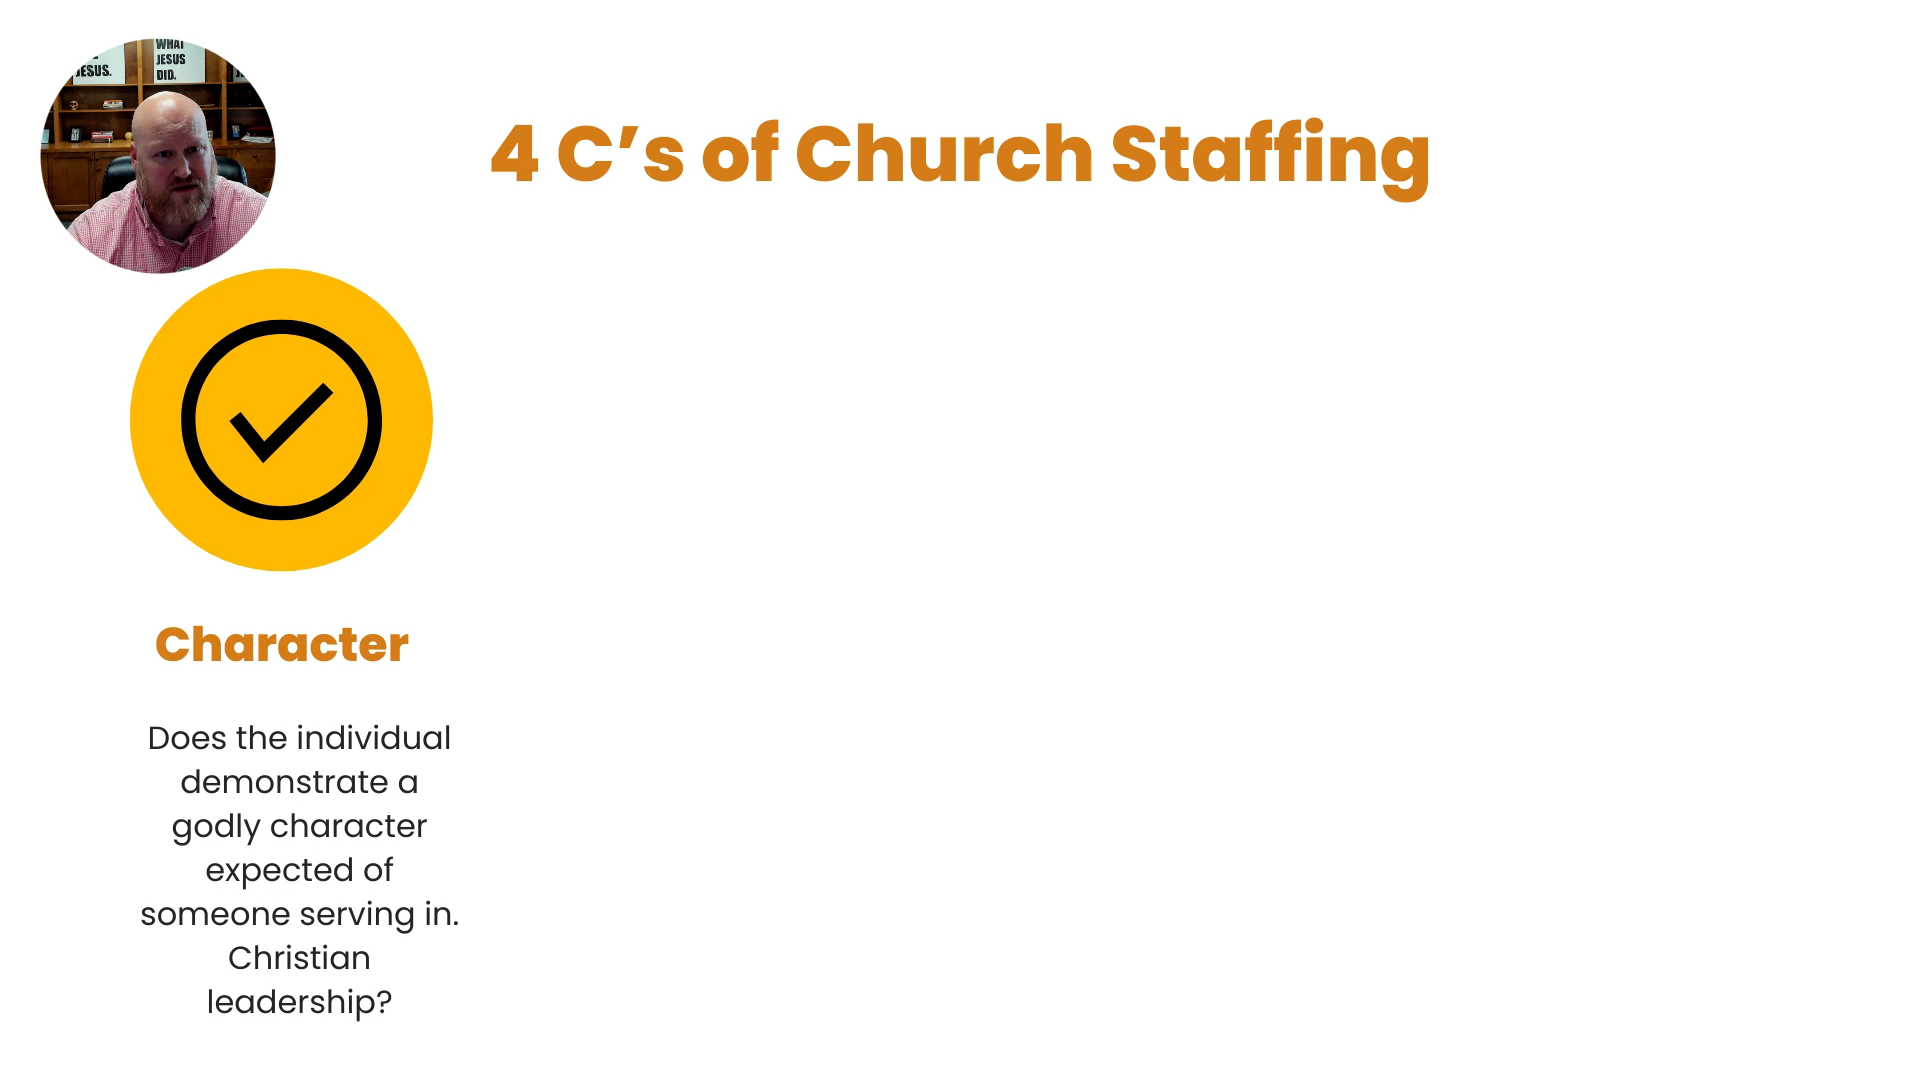 JESUS.
WHAT
JESUS
DID.
4 C’s of Church Staffing
Character
Does the individual
demonstrate a
godly character
expected of
someone serving in.
Christian
leadership?